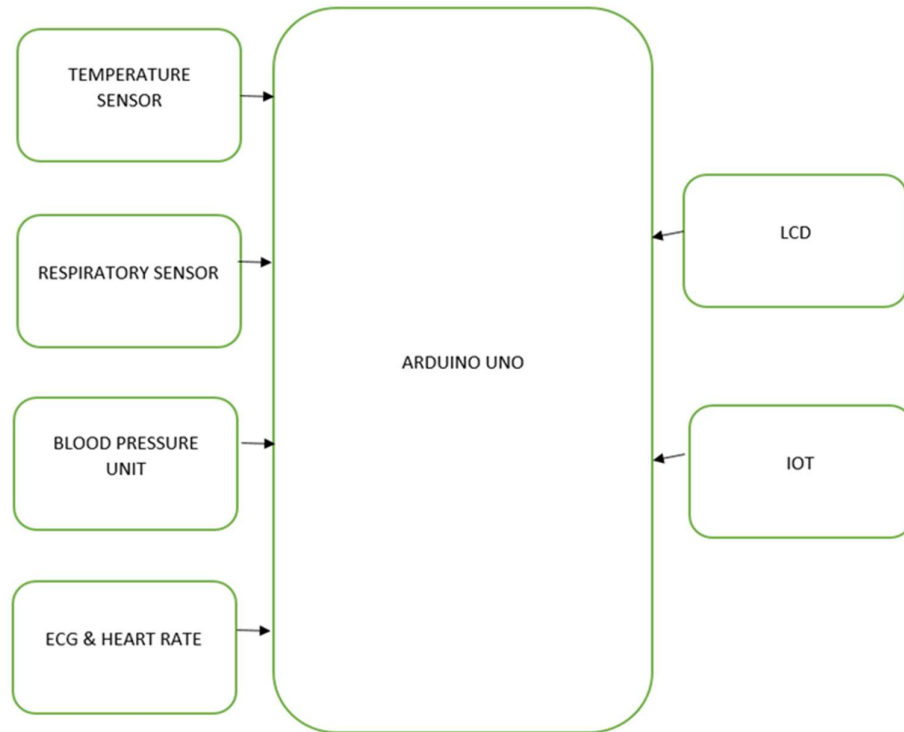 TEMPERATURE
SENSOR
RESPIRATORY SENSOR
BLOOD PRESSURE
UNIT
ECG & HEART RATE
ARDUINO UNO
LCD
IOT